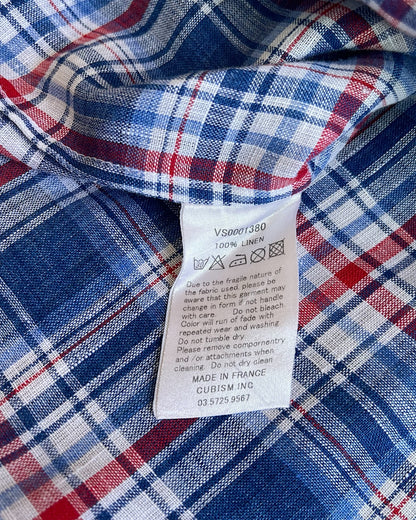 VS0001380
100% LINEN
Due to the fragile nature of
the fabric used, please be
aware that this garment may
change in form if not handle
with care. Do not bleach.
Color will run of fade with
repeated wear and washing.
Do not tumble dry.
Please remove componentry
and/or attachments when
cleaning. Do not dry clean
MADE IN FRANCE
CUBISM INC.
03.5725.9567